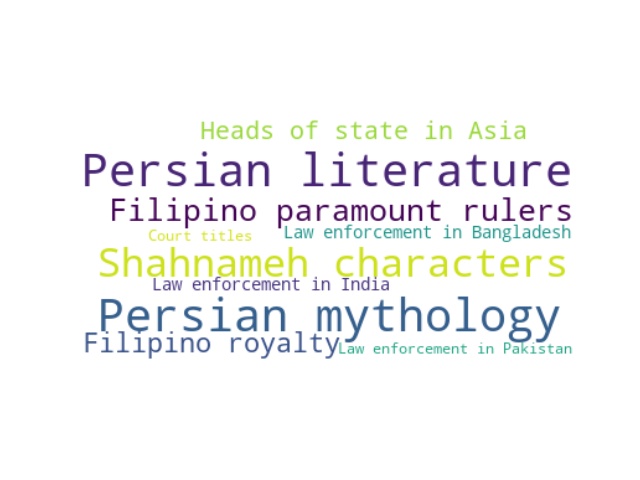 Heads of state in Asia
Persian literature
Filipino paramount rulers
Court titles
Law enforcement in Bangladesh
Shahnameh characters
Law enforcement in India
Persian mythology
Filipino royalty
Law enforcement in Pakistan